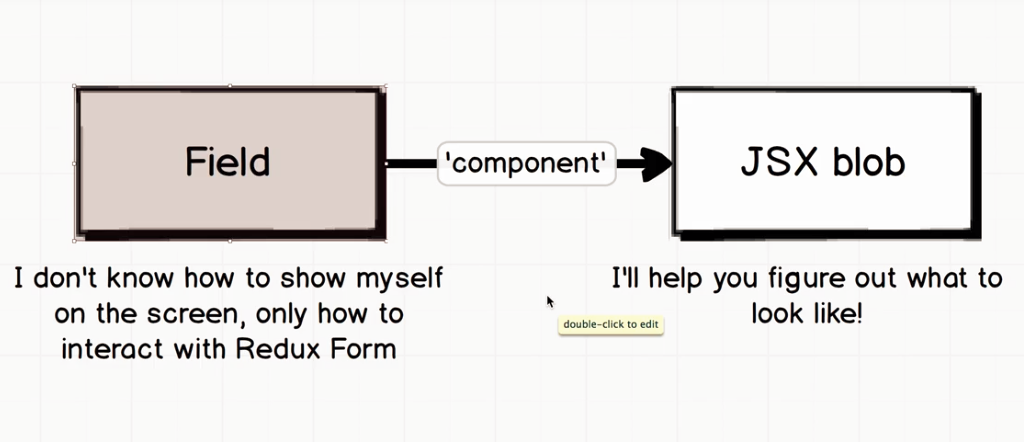 Field
'component'
JSX blob
I don't know how to show myself
on the screen, only how to
interact with Redux Form
I'll help you figure out what to
look like!
double-click to edit